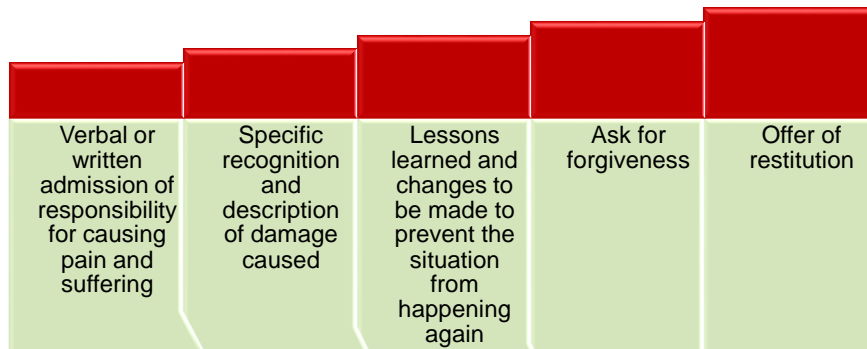 Verbal or
written
admission of
responsibility
for causing
pain and
suffering
Specific
recognition
and
description
of damage
caused
Lessons
learned and
changes to
be made to
prevent the
situation
from
happening
again
Ask for
forgiveness
Offer of
restitution